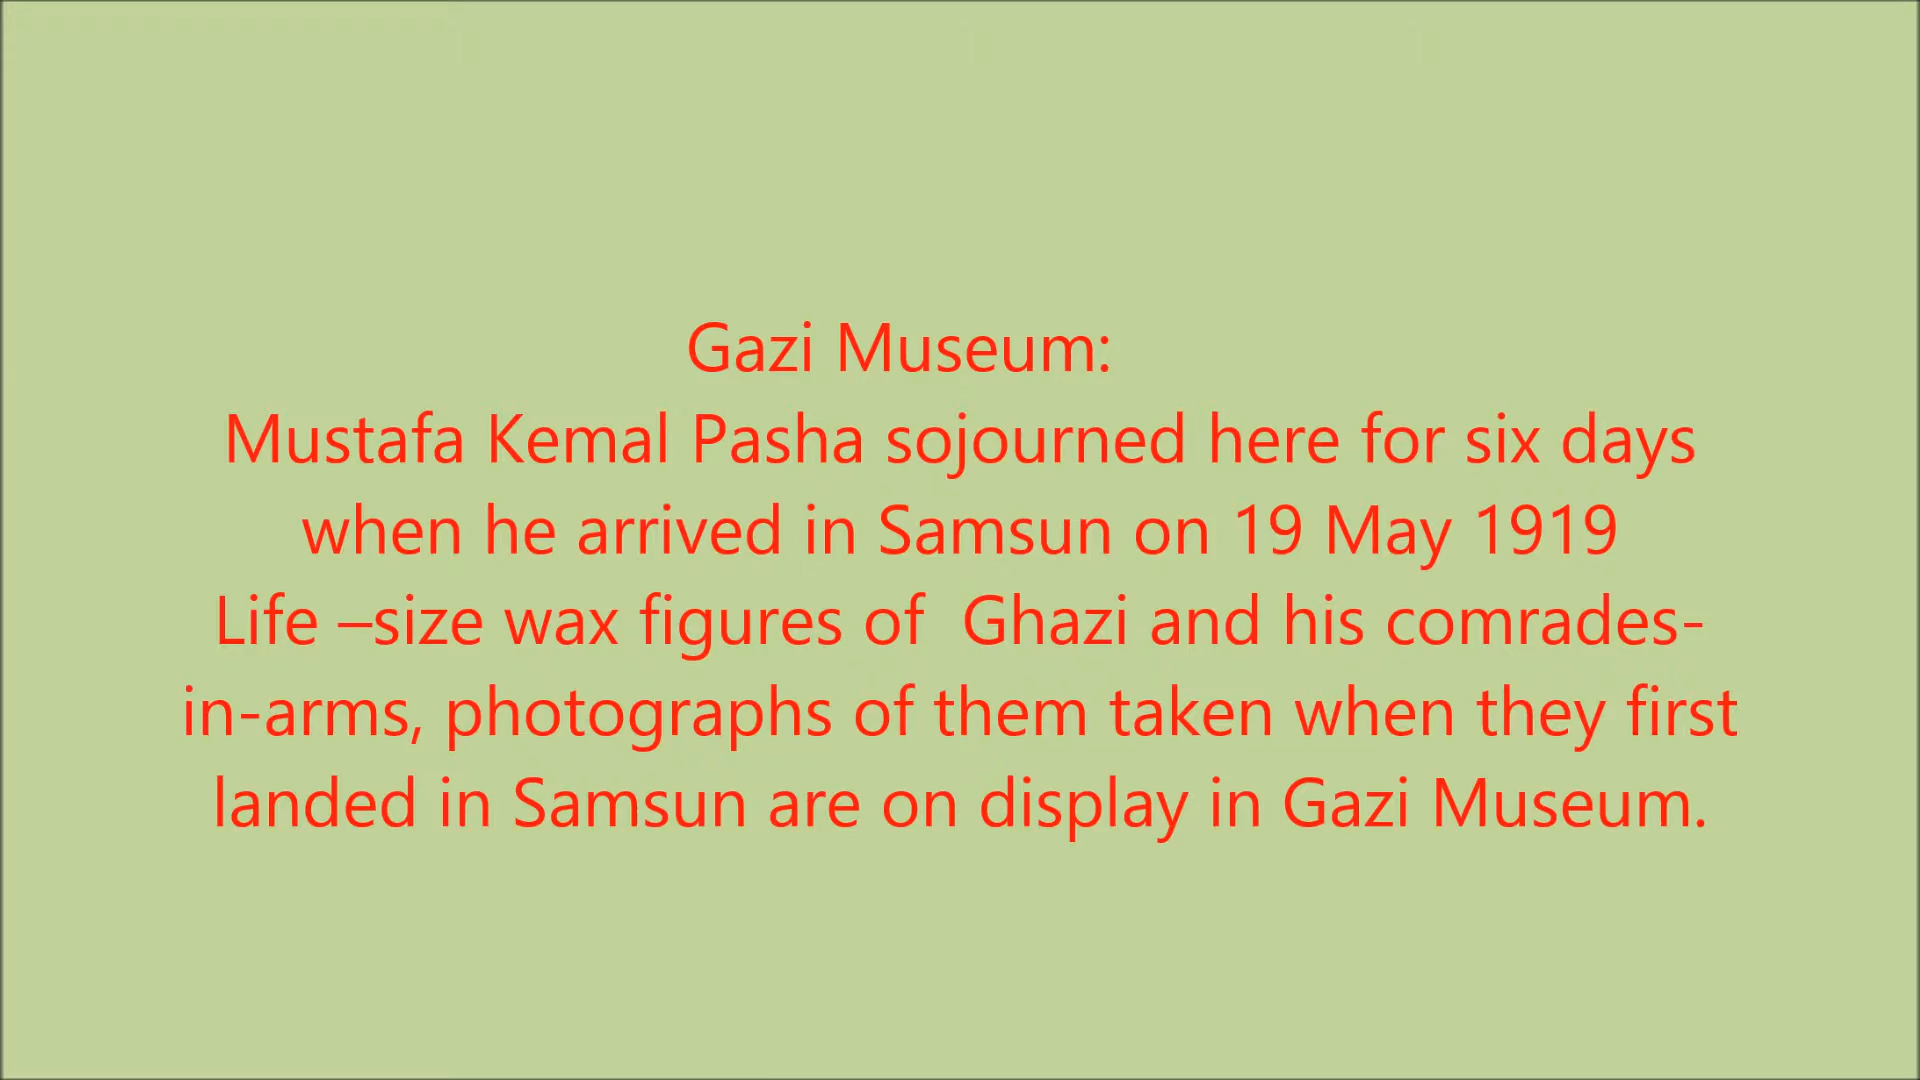 Gazi Museum:
Mustafa Kemal Pasha sojourned here for six days
when he arrived in Samsun on 19 May 1919
Life –size wax figures of  Ghazi and his comrades-
in-arms, photographs of them taken when they first
landed in Samsun are on display in Gazi Museum.